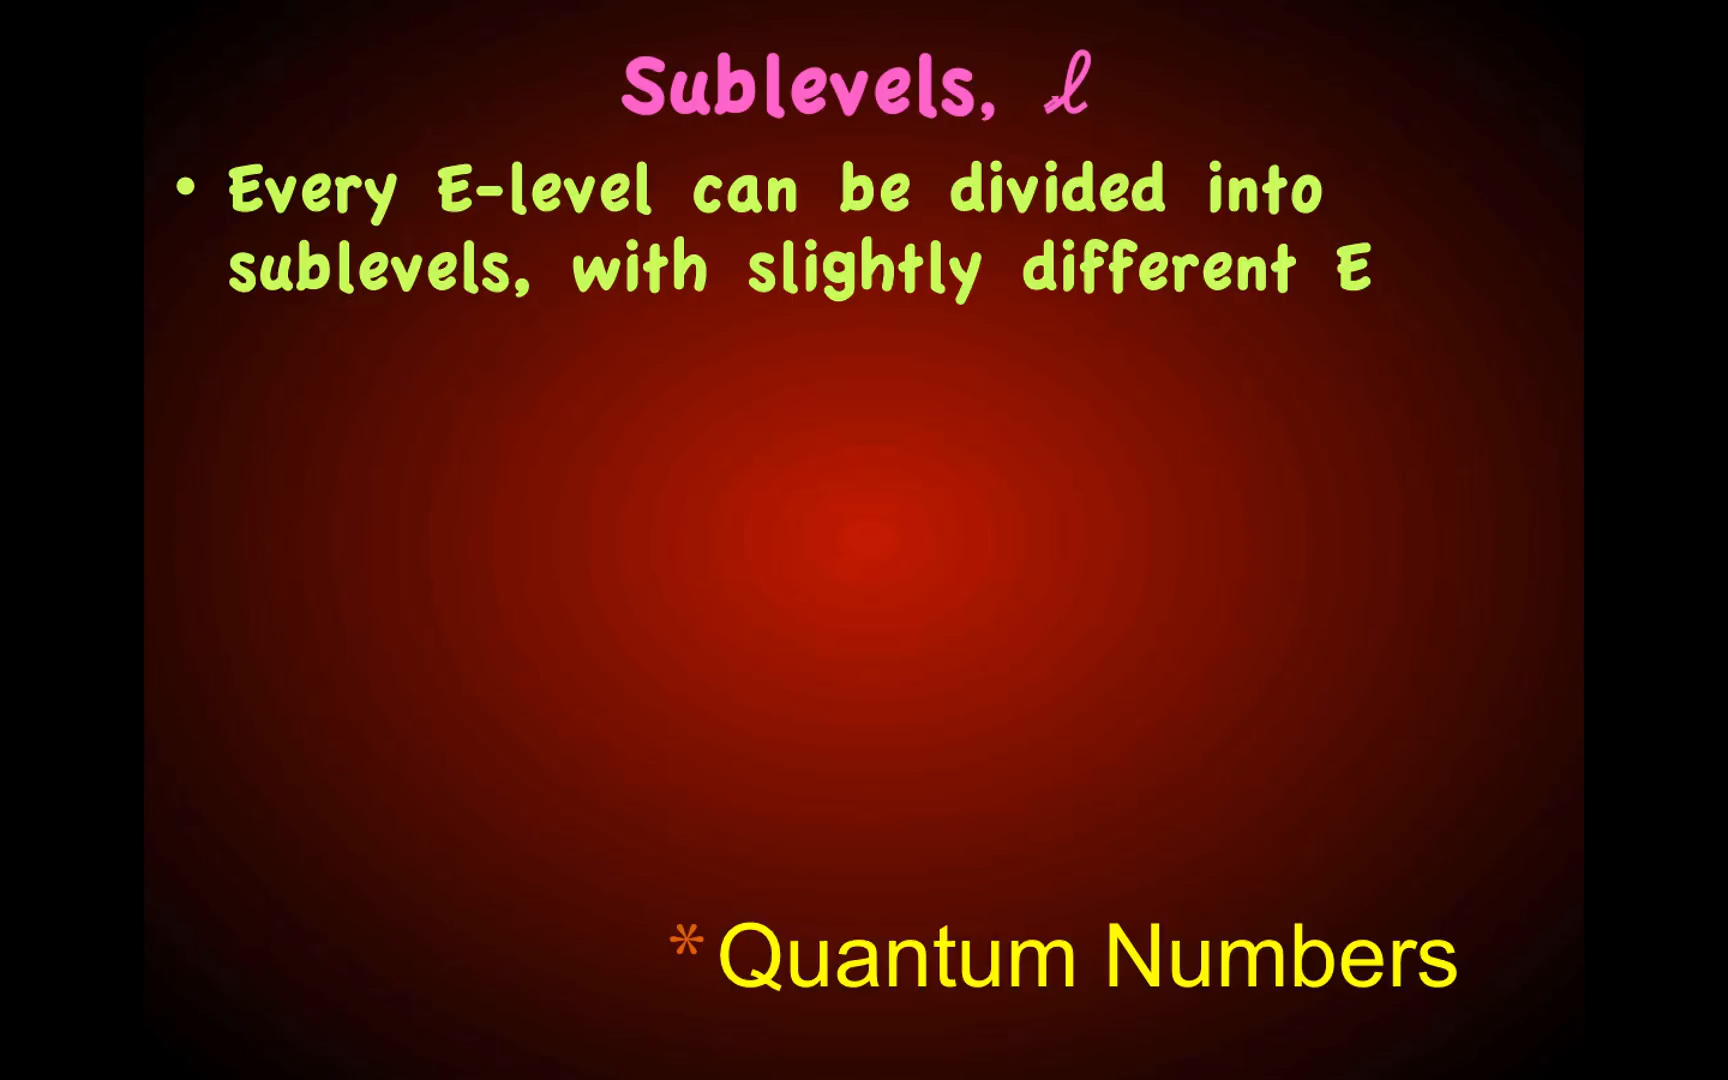 Sublevels, ℓ
• Every E-level can be divided into
sublevels, with slightly different E
* Quantum Numbers